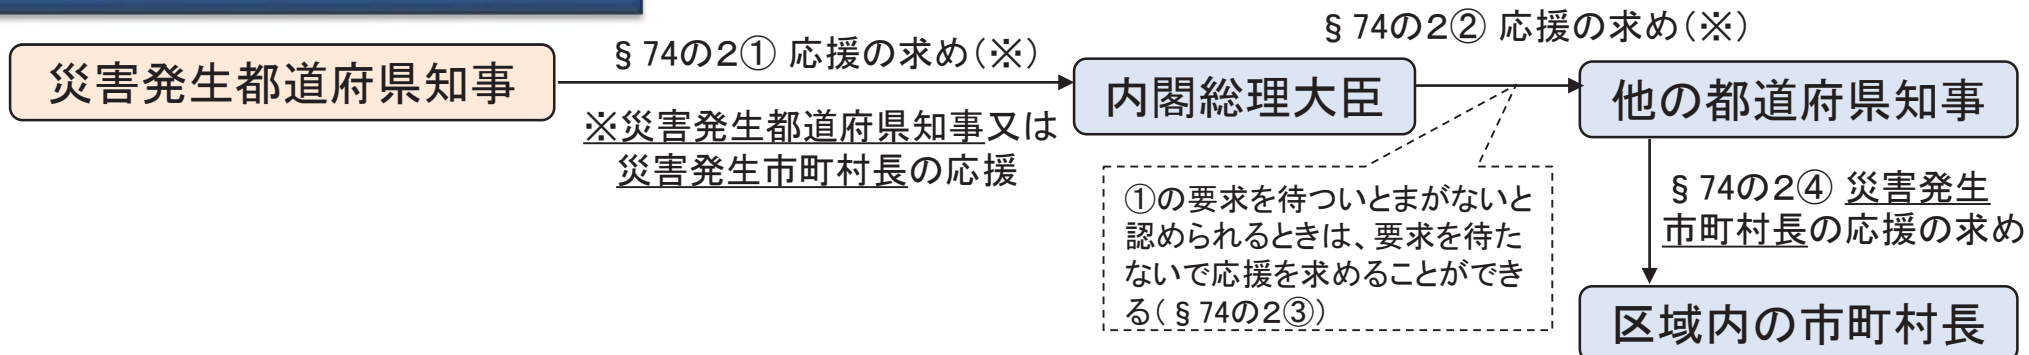 §74の2② 応援の求め(※)
§74の2① 応援の求め(※)
災害発生都道府県知事
内閣総理大臣
他の都道府県知事
※災害発生都道府県知事又は
災害発生市町村長の応援
①の要求を待ついとまがないと
認められるときは、要求を待た
ないで応援を求めることができ
る(§74の2③)
§74の2④ 災害発生
市町村長の応援の求め
区域内の市町村長